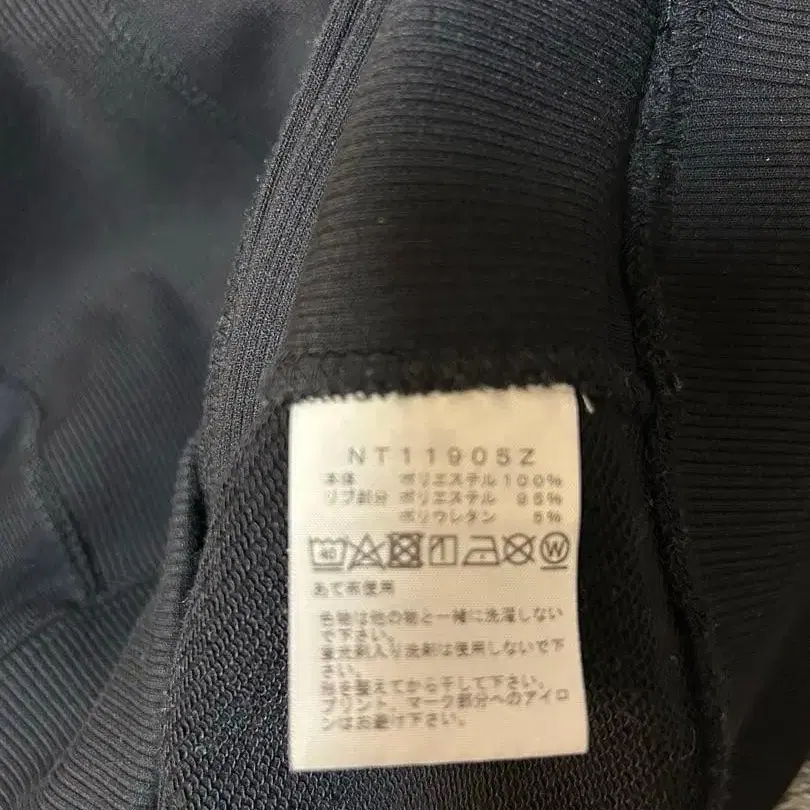 NT11905Z
本体 ポリエステル100%
リブ部分 ポリエステル 95%
ポリウレタン 5%
40 W
あて布使用
色物は他の物と一緒に洗濯しない
で下さい。
蛍光剤入り洗剤は使用しないで下
さい。
形を整えてから干して下さい。
プリント、マーク部分へのアイロ
ンはお避け下さい。